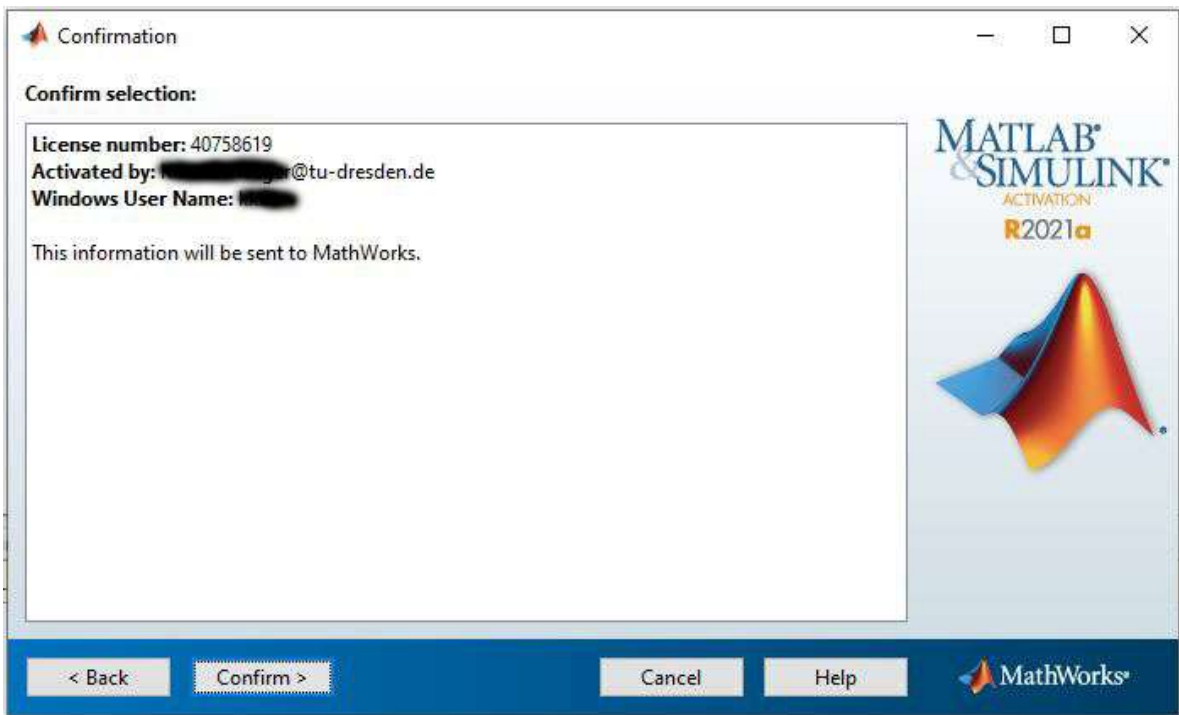 Confirmation
Confirm selection:
License number: 40758619
Activated by: r@tu-dresden.de
Windows User Name:
This information will be sent to MathWorks.
MATLAB®
&SIMULINK®
ACTIVATION
R2021a
< Back
Confirm >
Cancel
Help
MathWorks®